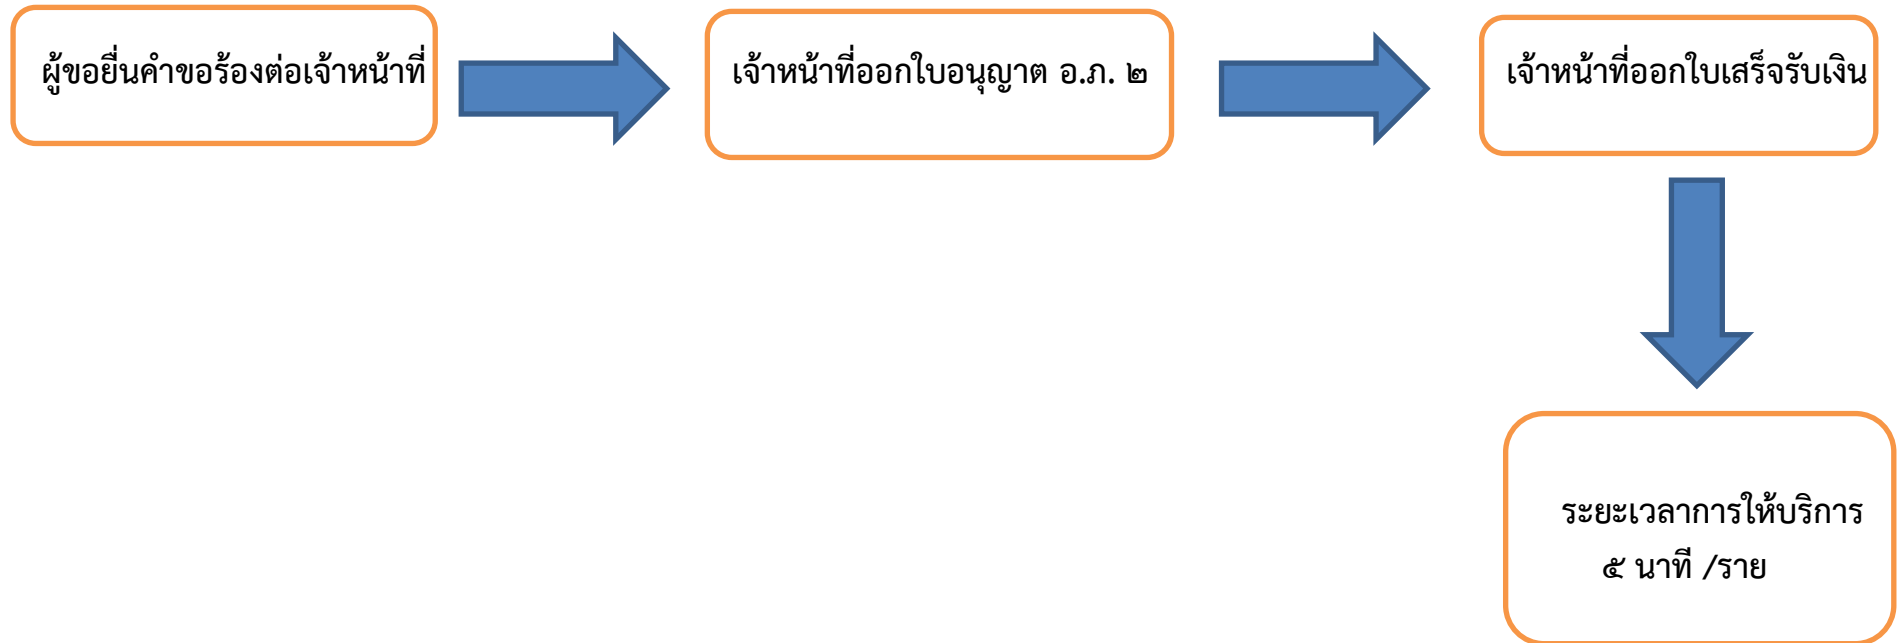 ผู้ขอยื่นคำขอร้องต่อเจ้าหน้าที่
เจ้าหน้าที่ออกใบอนุญาต อ.ภ. ๒
เจ้าหน้าที่ออกใบเสร็จรับเงิน
ระยะเวลาการให้บริการ
๕ นาที /ราย